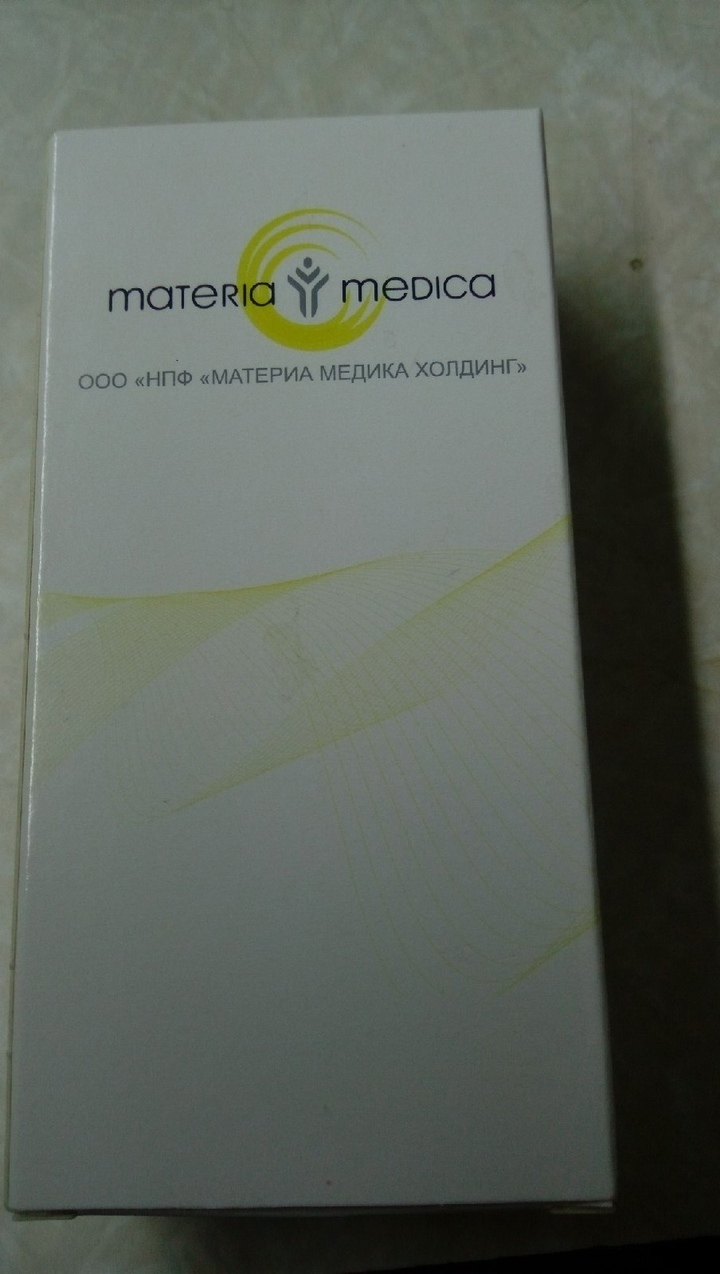 materia medica
ООО «НПФ «МАТЕРИА МЕДИКА ХОЛДИНГ»